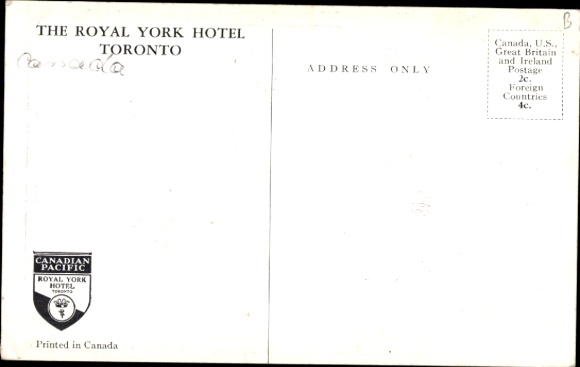 THE ROYAL YORK HOTEL
TORONTO
Canada
ADDRESS ONLY
B
Canada, U.S.,
Great Britain
and Ireland
Postage
2c.
Foreign
Countries
4c.
CANADIAN
PACIFIC
ROYAL YORK
HOTEL
TORONTO
Printed in Canada